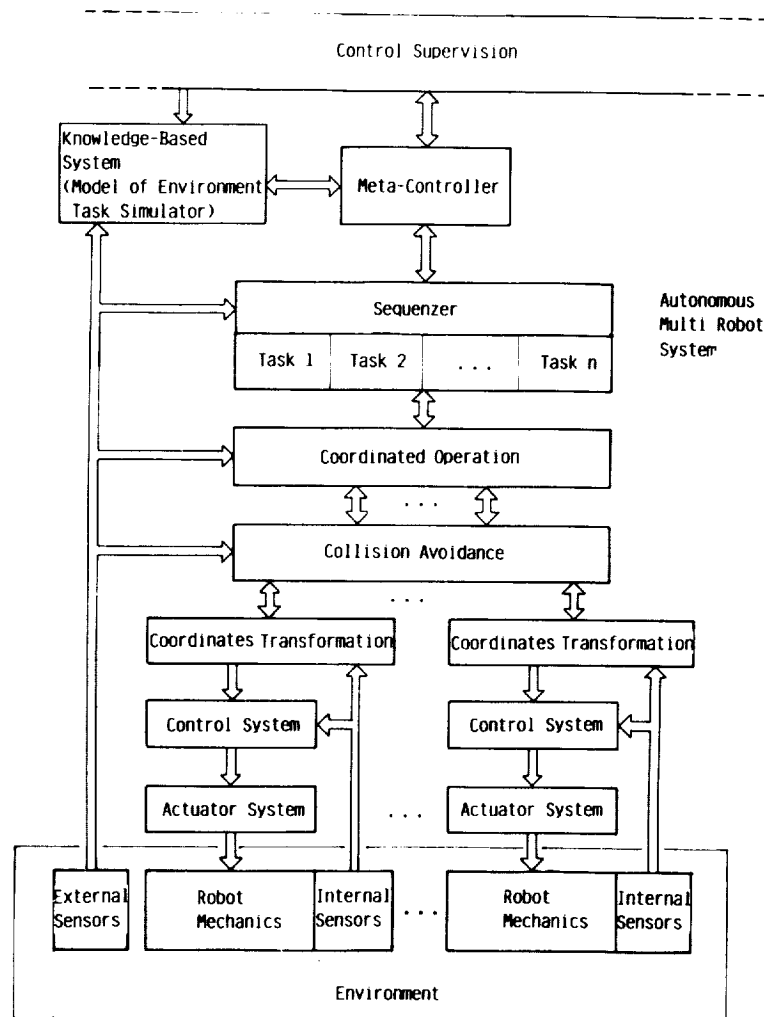 Control Supervision
Knowledge-Based
System
(Model of Environment
Task Simulator)
Meta-Controller
Sequenzer
Autonomous
Multi Robot
System
Task 1 Task 2 ... Task n
Coordinated Operation
...
Collision Avoidance
...
Coordinates Transformation
Coordinates Transformation
Control System
Control System
Actuator System
...
Actuator System
External
Sensors
Robot
Mechanics
Internal
Sensors
...
Robot
Mechanics
Internal
Sensors
Environment